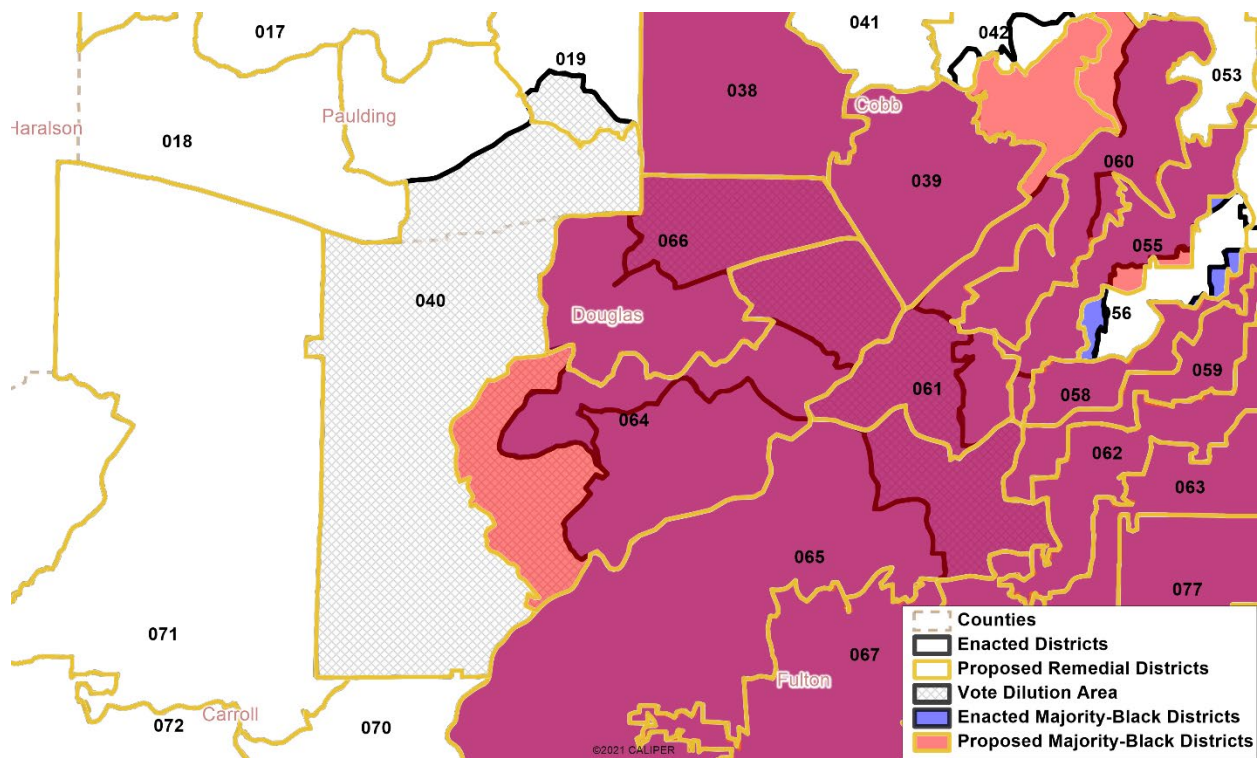 017
041
042
019
053
038
Cobb
Haralson
018
Paulding
060
039
066
055
040
Douglas
56
059
061
058
064
062
063
065
077
071
067
Fulton
072
Carroll
070
©2021 CALIPER
Counties
Enacted Districts
Proposed Remedial Districts
Vote Dilution Area
Enacted Majority-Black Districts
Proposed Majority-Black Districts